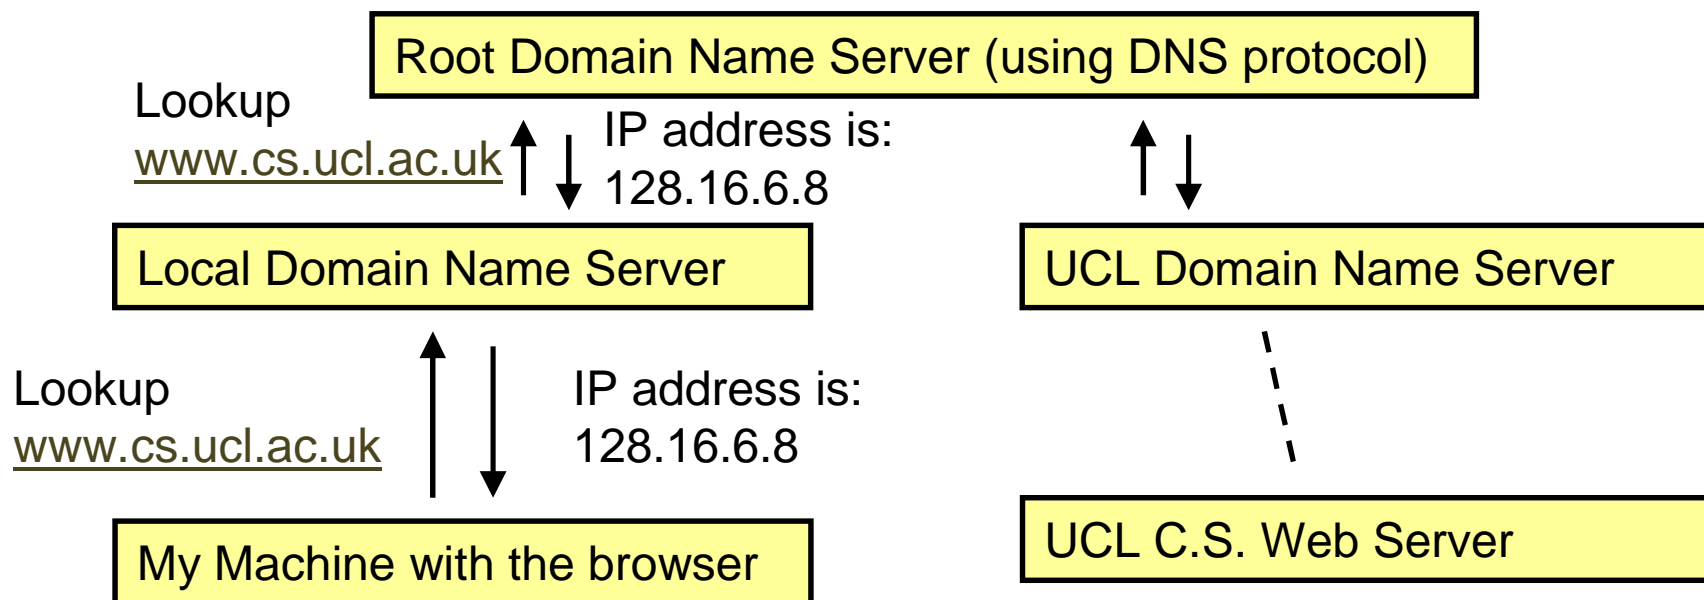 Root Domain Name Server (using DNS protocol)
Lookup
www.cs.ucl.ac.uk
IP address is:
128.16.6.8
Local Domain Name Server
UCL Domain Name Server
Lookup
www.cs.ucl.ac.uk
IP address is:
128.16.6.8
My Machine with the browser
UCL C.S. Web Server